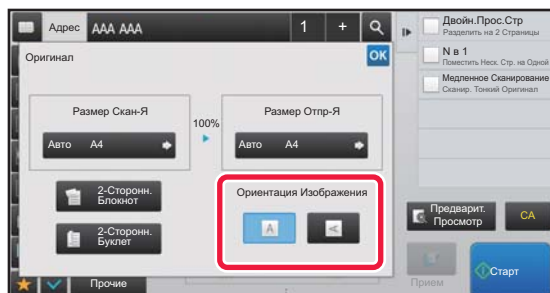 Адрес AAA AAA 1 +
Оригинал
OK
Размер Скан-Я
100%
Размер Отпр-Я
Авто A4
Авто A4
2-Сторонн.
Блокнот
2-Сторонн.
Буклет
Ориентация Изображения
A
A
Прочие
Двойн.Прос.Стр
Разделить на 2 Страницы
N в 1
Поместить Неск. Стр. на Одной
Медленное Сканирование
Сканир. Тонкий Оригинал
Предварит.
Просмотр
CA
Прием
Старт